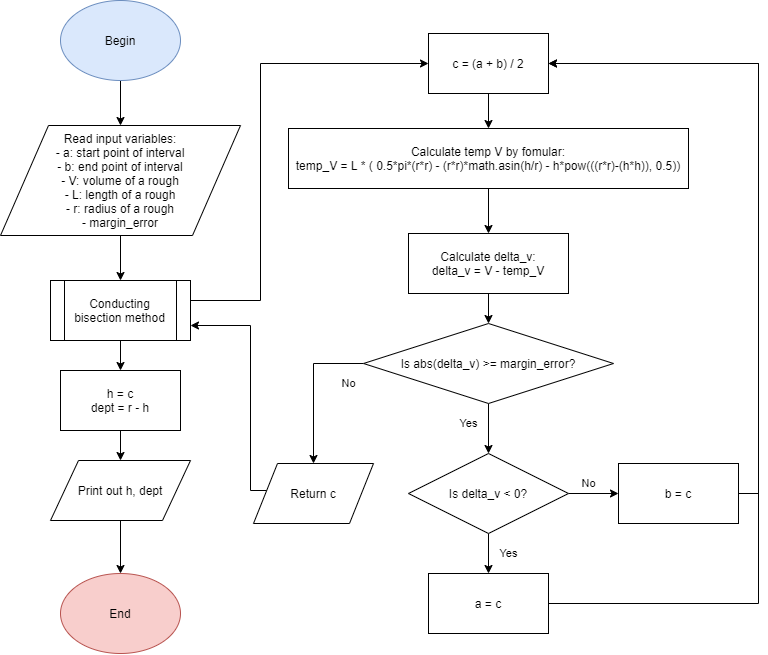 Begin
Read input variables:
- a: start point of interval
- b: end point of interval
- V: volume of a rough
- L: length of a rough
- r: radius of a rough
- margin_error
Conducting
bisection method
h = c
dept = r - h
Print out h, dept
End
c = (a + b) / 2
Calculate temp V by fomular:
temp_V = L * ( 0.5*pi*(r*r) - (r*r)*math.asin(h/r) - h*pow(((r*r)-(h*h)), 0.5))
Calculate delta_v:
delta_v = V - temp_V
Is abs(delta_v) >= margin_error?
No
Yes
Return c
Is delta_v < 0?
No
b = c
Yes
a = c